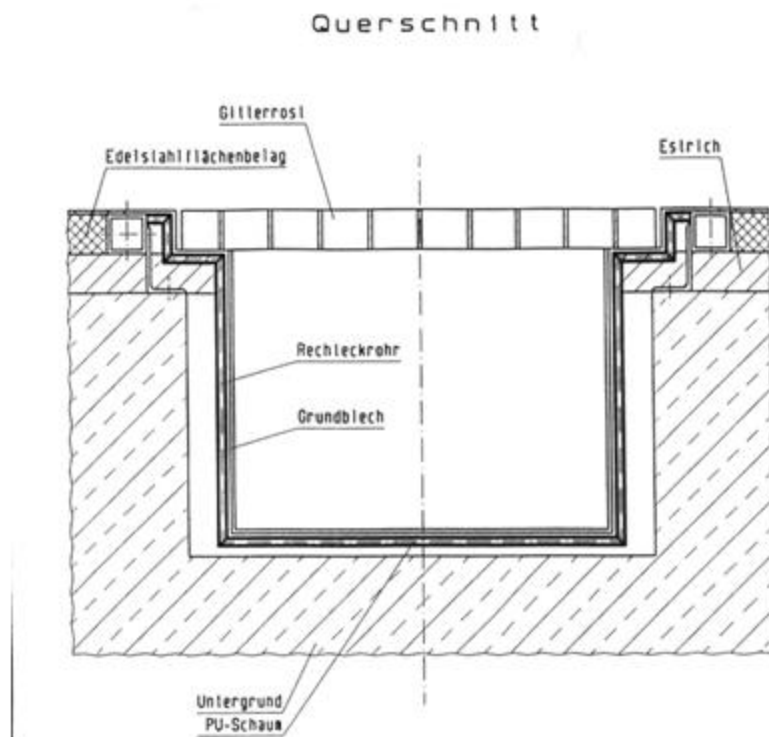 Querschnitt
Gitterrost
Edelstahlflächenbelag
Estrich
Rechteckrohr
Grundblech
Untergrund
PU-Schaum